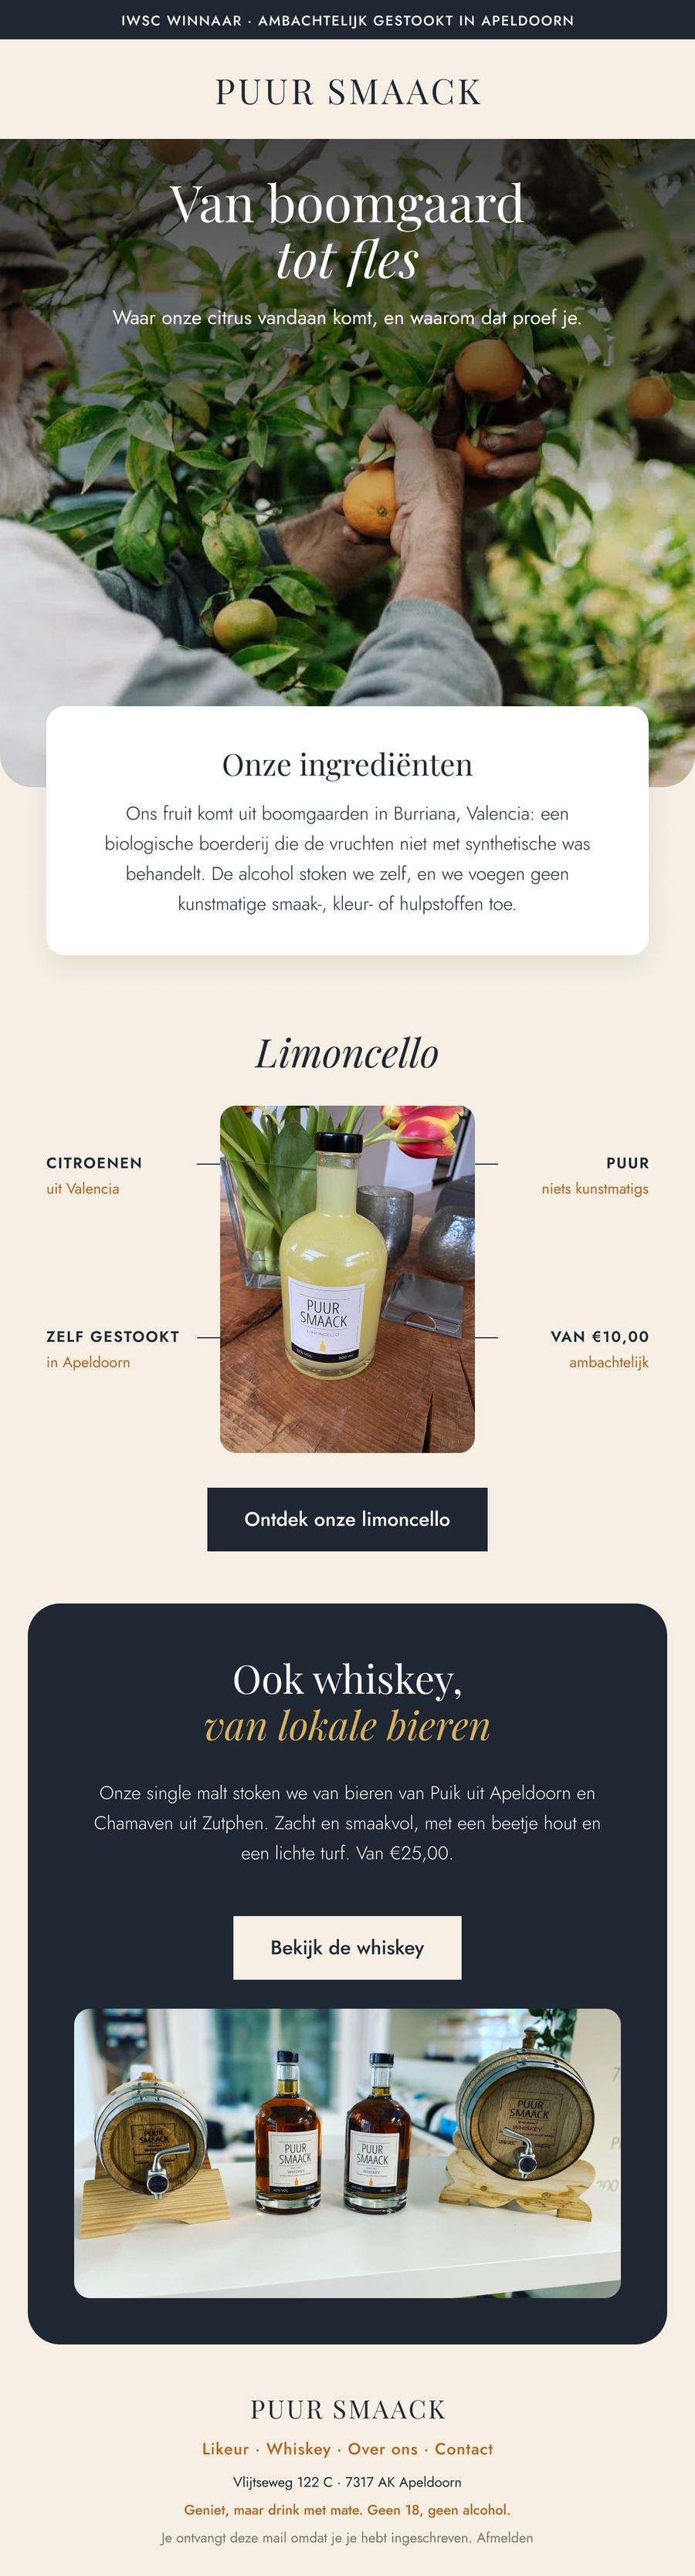 IWSC WINNAAR · AMBACHTELIJK GESTOOKT IN APELDOORN
PUUR SMAACK
Van boomgaard
tot fles
Waar onze citrus vandaan komt, en waarom dat proef je.
Onze ingrediënten
Ons fruit komt uit boomgaarden in Burriana, Valencia: een
biologische boerderij die de vruchten niet met synthetische was
behandelt. De alcohol stoken we zelf, en we voegen geen
kunstmatige smaak-, kleur- of hulpstoffen toe.
Limoncello
CITROENEN
uit Valencia
PUUR
niets kunstmatigs
PUUR
SMAACK
LIMONCELLO
ZELF GESTOOKT
in Apeldoorn
VAN €10,00
ambachtelijk
Ontdek onze limoncello
Ook whiskey,
van lokale bieren
Onze single malt stoken we van bieren van Puik uit Apeldoorn en
Chamaven uit Zutphen. Zacht en smaakvol, met een beetje hout en
een lichte turf. Van €25,00.
Bekijk de whiskey
PUUR
SMAACK
WHISKEY
PUUR
SMAACK
WHISKEY
PUUR
SMAACK
WHISKEY
PUUR
SMAACK
WHISKEY
PUUR SMAACK
Likeur · Whiskey · Over ons · Contact
Vlijtseweg 122 C · 7317 AK Apeldoorn
Geniet, maar drink met mate. Geen 18, geen alcohol.
Je ontvangt deze mail omdat je je hebt ingeschreven. Afmelden